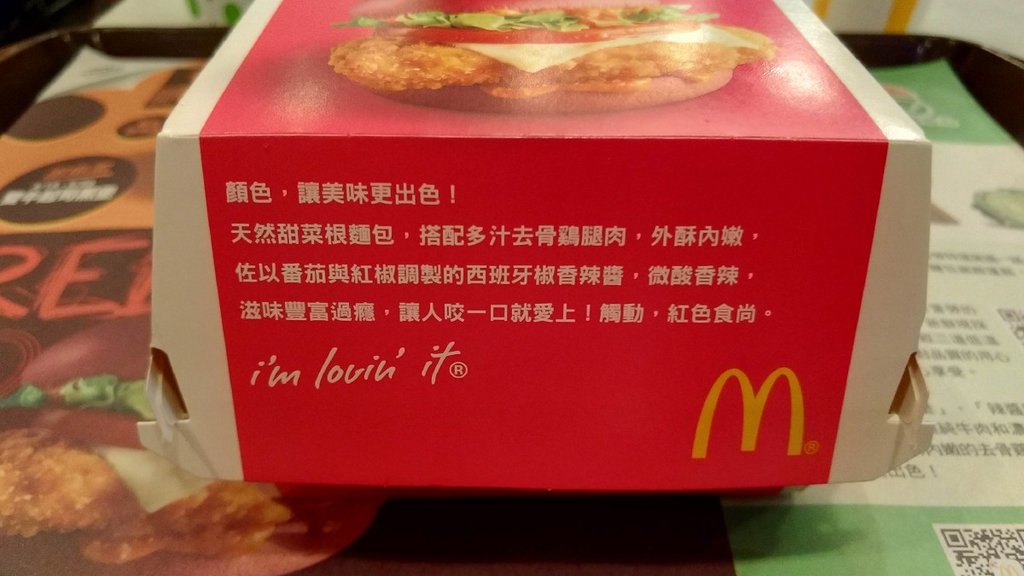 顏色，讓美味更出色！
天然甜菜根麵包，搭配多汁去骨鷄腿肉，外酥內嫩，
佐以番茄與紅椒調製的西班牙椒香辣醬，微酸香辣，
滋味豐富過癮，讓人咬一口就愛上！觸動，紅色食尚。
i'm lovin' it®
M®
RE